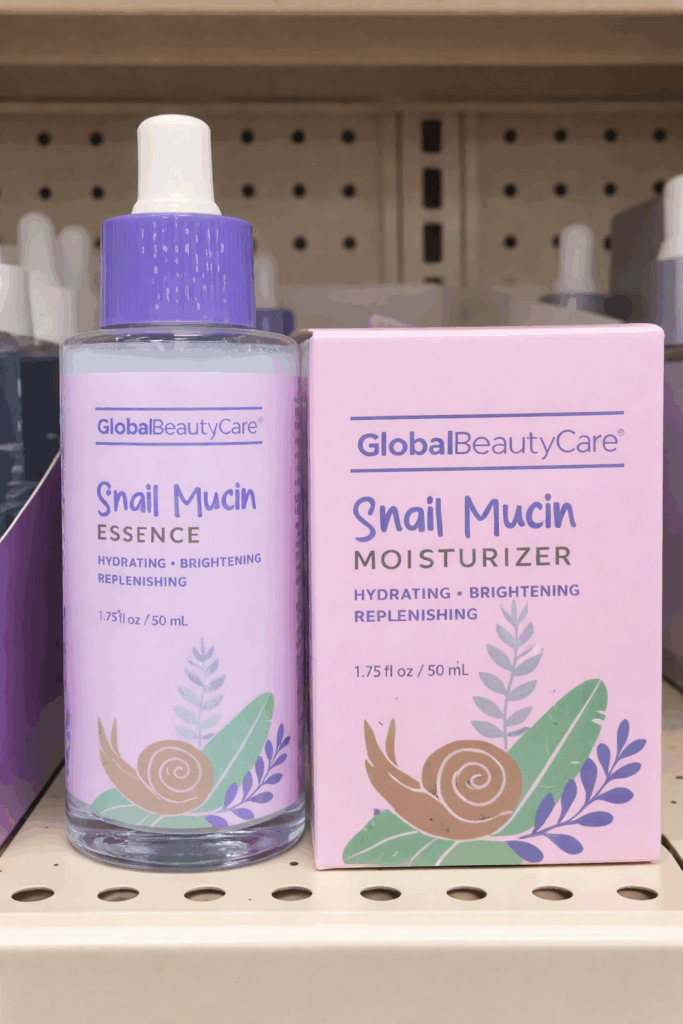 GlobalBeautyCare®
Snail Mucin
ESSENCE
HYDRATING • BRIGHTENING
REPLENISHING
1.75 fl oz / 50 mL
GlobalBeautyCare®
Snail Mucin
MOISTURIZER
HYDRATING • BRIGHTENING
REPLENISHING
1.75 fl oz / 50 mL